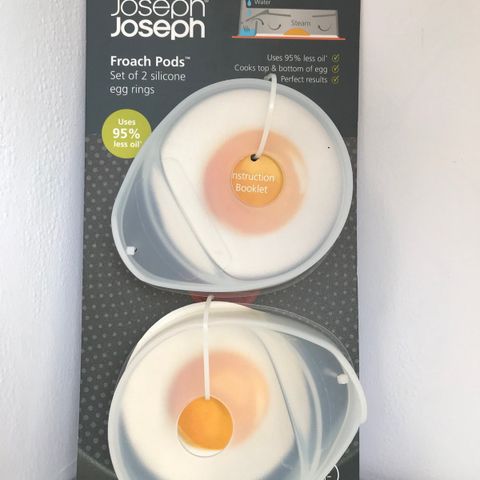 Joseph®
Joseph
Froach Pods™
Set of 2 silicone
egg rings
Water
Steam
Uses 95% less oil*
Cooks top & bottom of egg
Perfect results
Uses
95%
less oil*
nstruction
Booklet